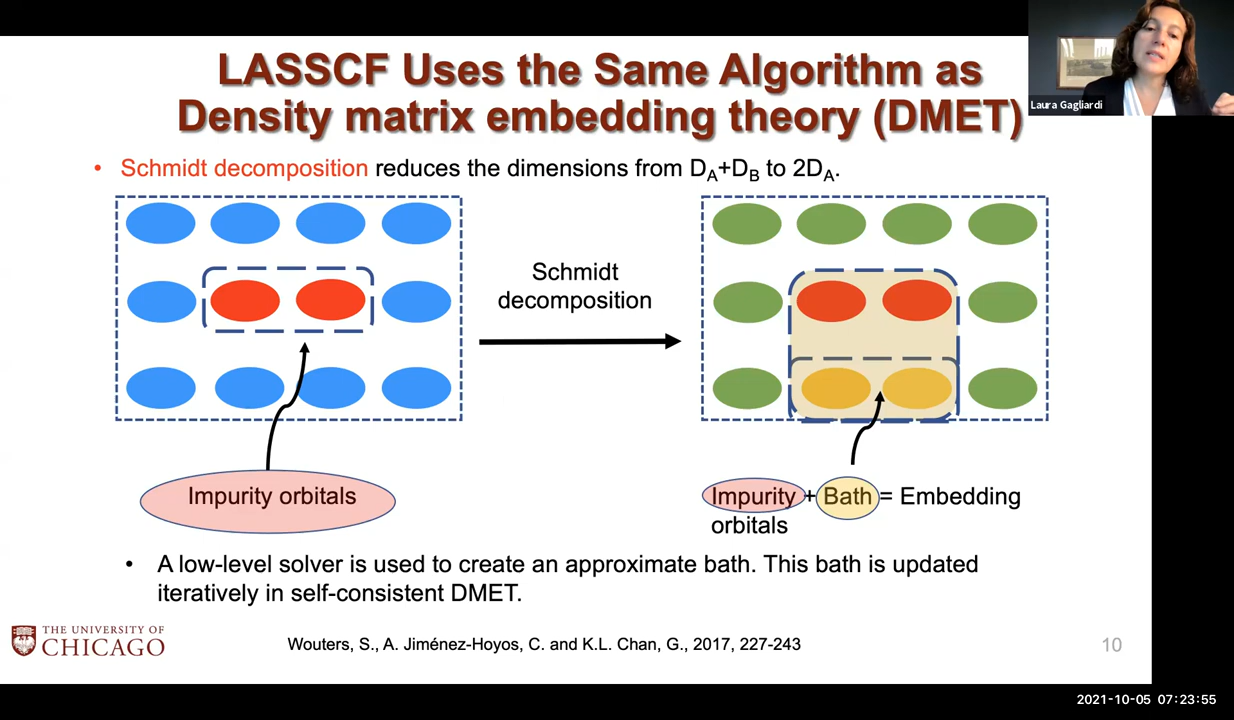 LASSCF Uses the Same Algorithm as
Density matrix embedding theory (DMET)
Laura Gagliardi
• Schmidt decomposition reduces the dimensions from D_A+D_B to 2D_A.
Schmidt
decomposition
Impurity orbitals
Impurity + Bath = Embedding
orbitals
• A low-level solver is used to create an approximate bath. This bath is updated
iteratively in self-consistent DMET.
THE UNIVERSITY OF
CHICAGO
Wouters, S., A. Jiménez-Hoyos, C. and K.L. Chan, G., 2017, 227-243
10
2021-10-05 07:23:55